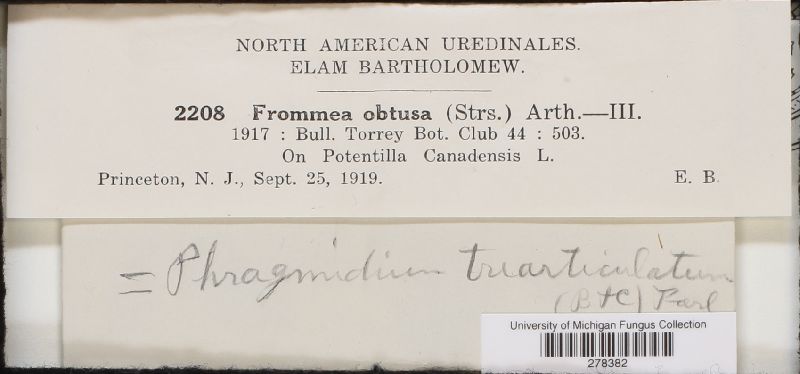 NORTH AMERICAN UREDINALES.
ELAM BARTHOLOMEW.
2208 Frommea obtusa (Strs.) Arth.—III.
1917 : Bull. Torrey Bot. Club 44 : 503.
On Potentilla Canadensis L.
Princeton, N. J., Sept. 25, 1919. E. B.
= Phragmidium triarticulatum
(B+C) Farl
University of Michigan Fungus Collection
278382